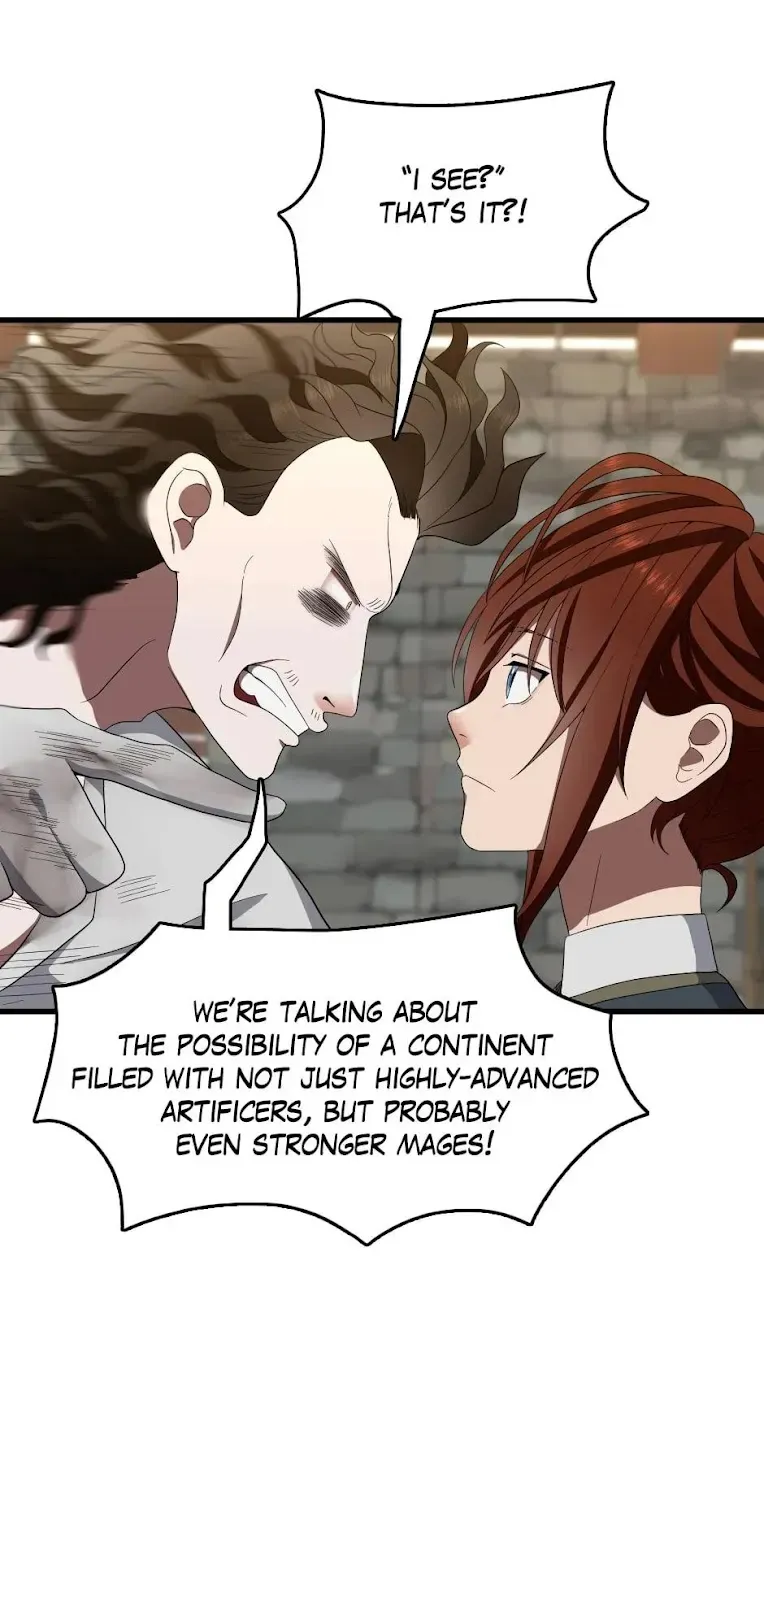 "I SEE?"
THAT'S IT?!
WE'RE TALKING ABOUT
THE POSSIBILITY OF A CONTINENT
FILLED WITH NOT JUST HIGHLY-ADVANCED
ARTIFICERS, BUT PROBABLY
EVEN STRONGER MAGES!